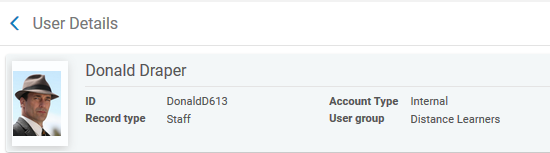 User Details
Donald Draper
ID DonaldD613 Account Type Internal
Record type Staff User group Distance Learners